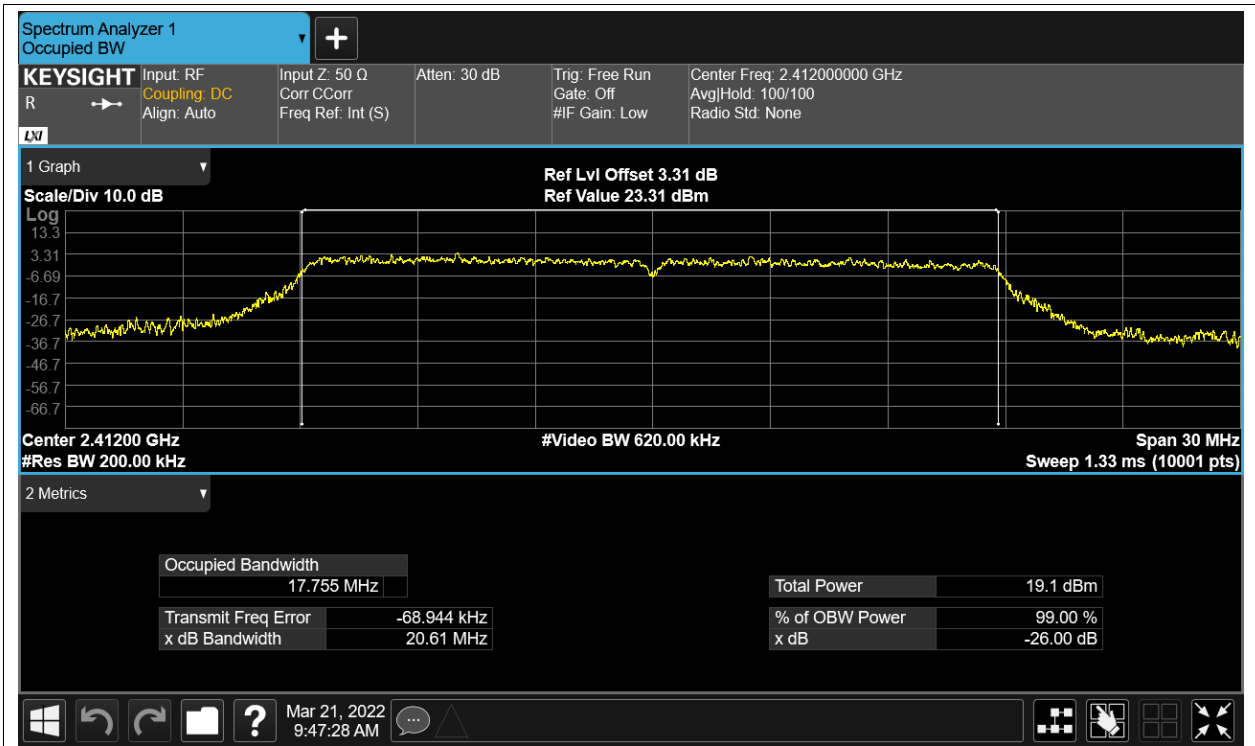 Spectrum Analyzer 1
Occupied BW
KEYSIGHT
R
LXI
Input: RF
Coupling: DC
Align: Auto
Input Z: 50 Ω
Corr CCorr
Freq Ref: Int (S)
Atten: 30 dB
Trig: Free Run
Gate: Off
#IF Gain: Low
Center Freq: 2.412000000 GHz
Avg|Hold: 100/100
Radio Std: None
1 Graph
Scale/Div 10.0 dB
Ref Lvl Offset 3.31 dB
Ref Value 23.31 dBm
Log
13.3
3.31
-6.69
-16.7
-26.7
-36.7
-46.7
-56.7
-66.7
Center 2.41200 GHz
#Video BW 620.00 kHz
Span 30 MHz
#Res BW 200.00 kHz
Sweep 1.33 ms (10001 pts)
2 Metrics
Occupied Bandwidth
17.755 MHz
Total Power 19.1 dBm
Transmit Freq Error -68.944 kHz
% of OBW Power 99.00 %
x dB Bandwidth 20.61 MHz
x dB -26.00 dB
?
Mar 21, 2022
9:47:28 AM